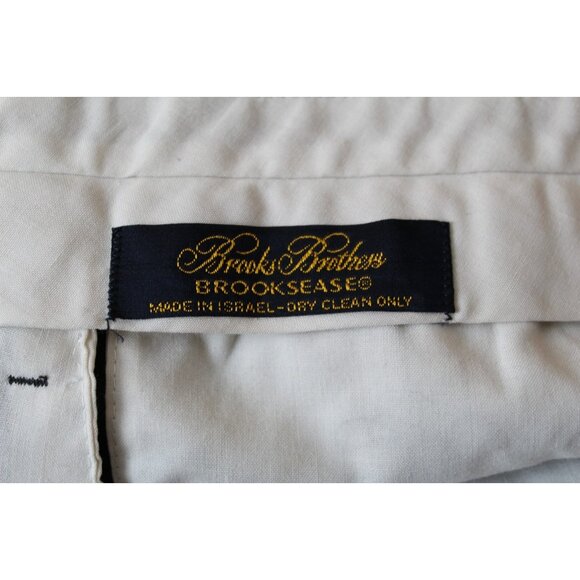 Brooks Brothers
BROOKSEASE®
MADE IN ISRAEL-DRY CLEAN ONLY